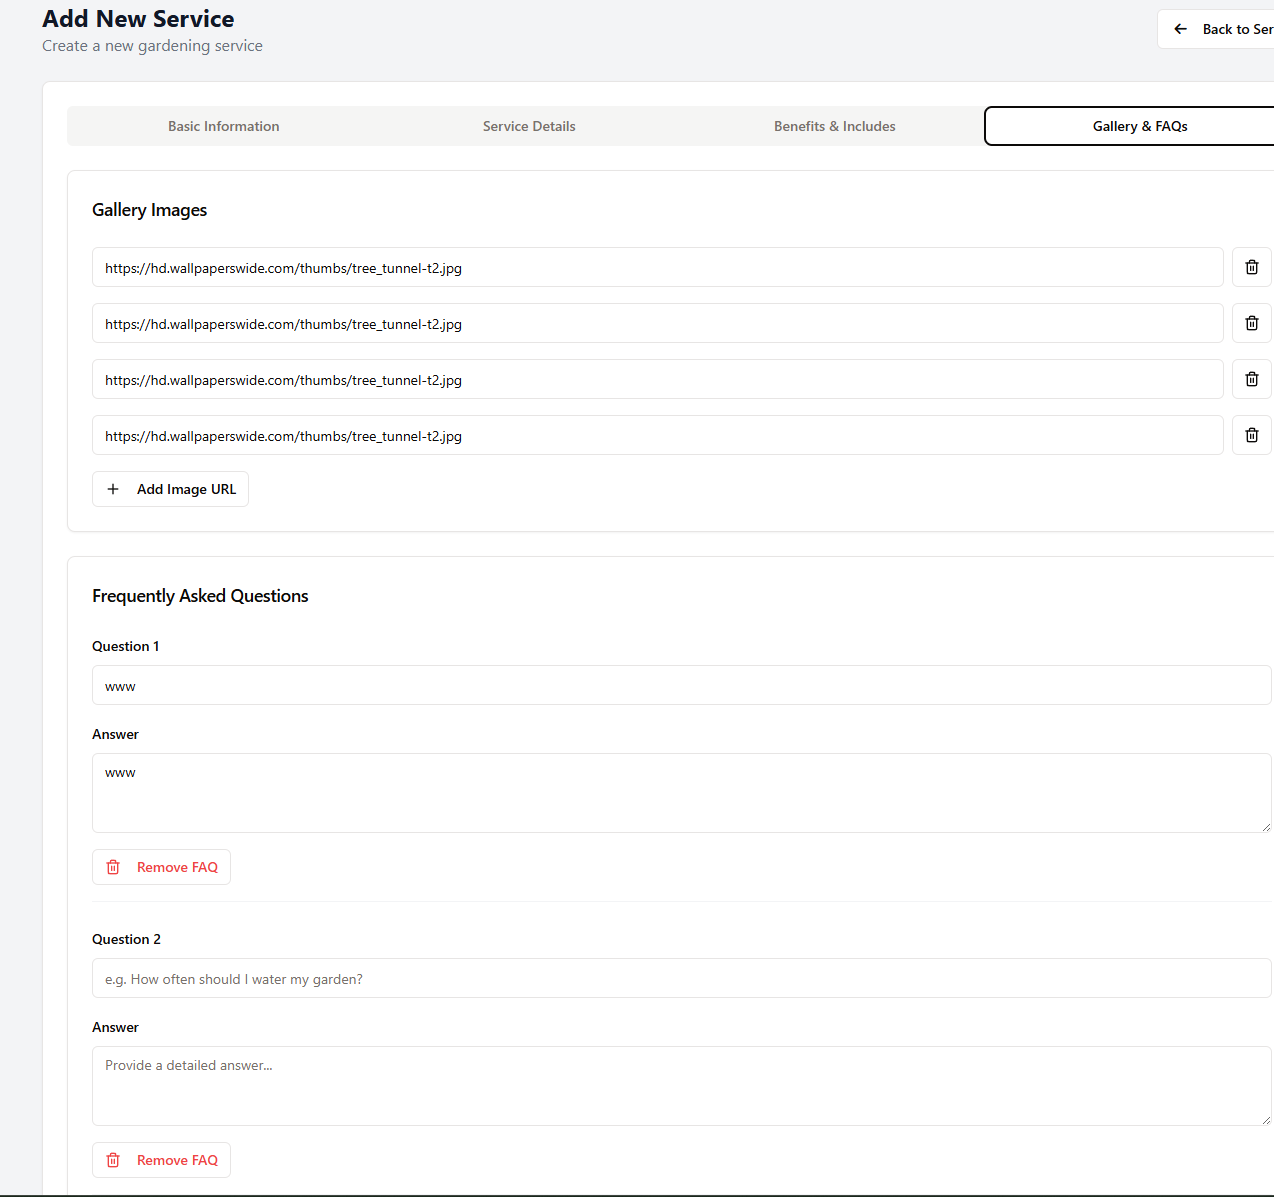 Add New Service
Create a new gardening service
Back to Ser
Basic Information
Service Details
Benefits & Includes
Gallery & FAQs
Gallery Images
https://hd.wallpaperswide.com/thumbs/tree_tunnel-t2.jpg
https://hd.wallpaperswide.com/thumbs/tree_tunnel-t2.jpg
https://hd.wallpaperswide.com/thumbs/tree_tunnel-t2.jpg
https://hd.wallpaperswide.com/thumbs/tree_tunnel-t2.jpg
Add Image URL
Frequently Asked Questions
Question 1
www
Answer
www
Remove FAQ
Question 2
e.g. How often should I water my garden?
Answer
Provide a detailed answer...
Remove FAQ